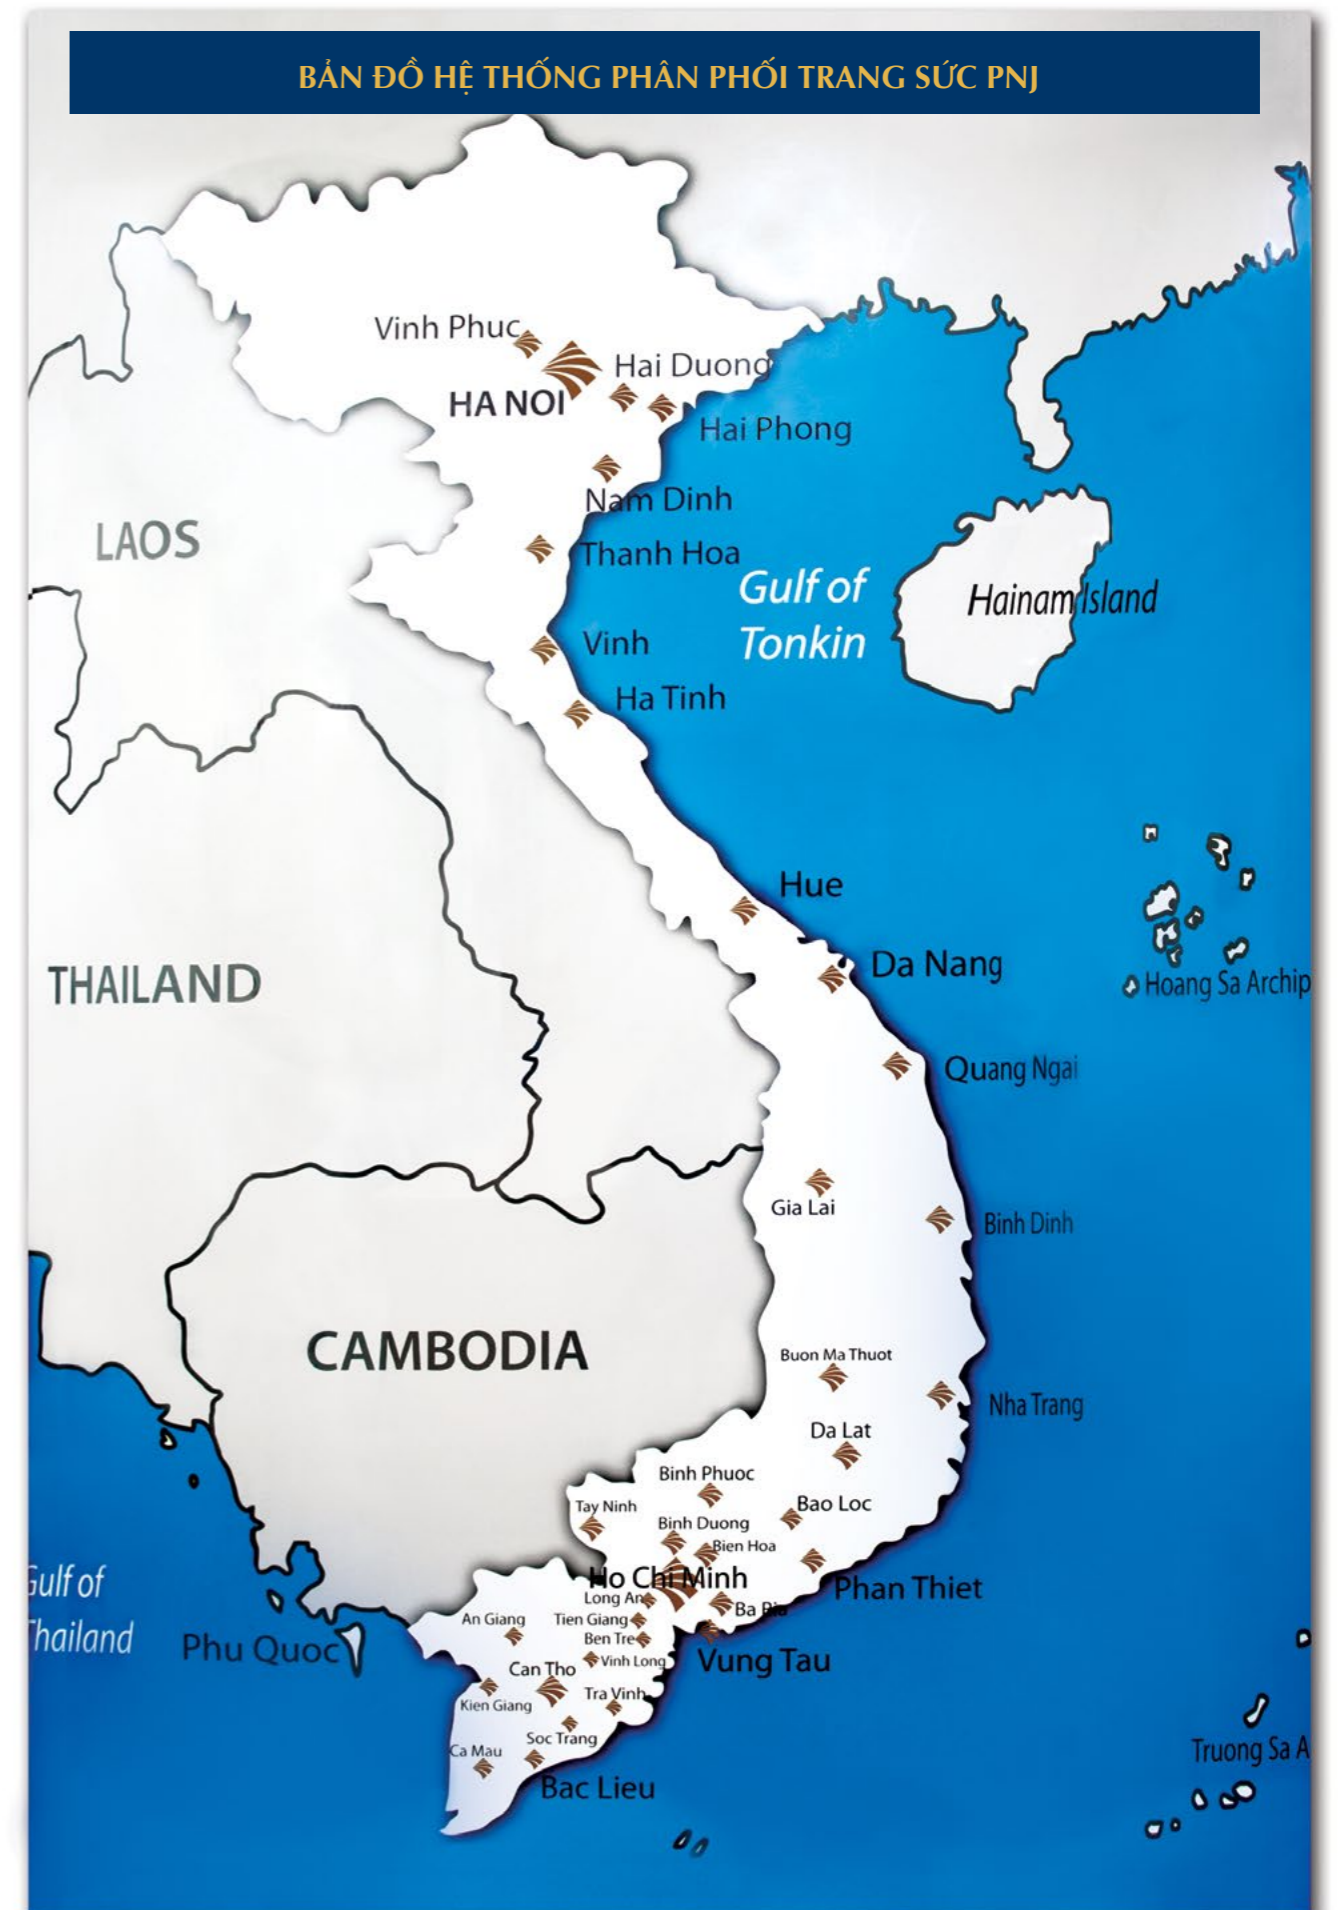 BẢN ĐỒ HỆ THỐNG PHÂN PHỐI TRANG SỨC PNJ
Vinh Phuc
Hai Duong
HA NOI
Hai Phong
Nam Dinh
LAOS
Thanh Hoa
Gulf of
Tonkin
Hainam Island
Vinh
Ha Tinh
Hue
THAILAND
Da Nang
Hoang Sa Archip
Quang Ngai
Gia Lai
Binh Dinh
CAMBODIA
Buon Ma Thuot
Nha Trang
Da Lat
Binh Phuoc
Tay Ninh
Bao Loc
Binh Duong
Bien Hoa
Ho Chi Minh
Phan Thiet
Gulf of
Thailand
Long An
Ba Ria
An Giang
Tien Giang
Ben Tre
Phu Quoc
Vinh Long
Vung Tau
Can Tho
Tra Vinh
Kien Giang
Soc Trang
Ca Mau
Truong Sa A
Bac Lieu